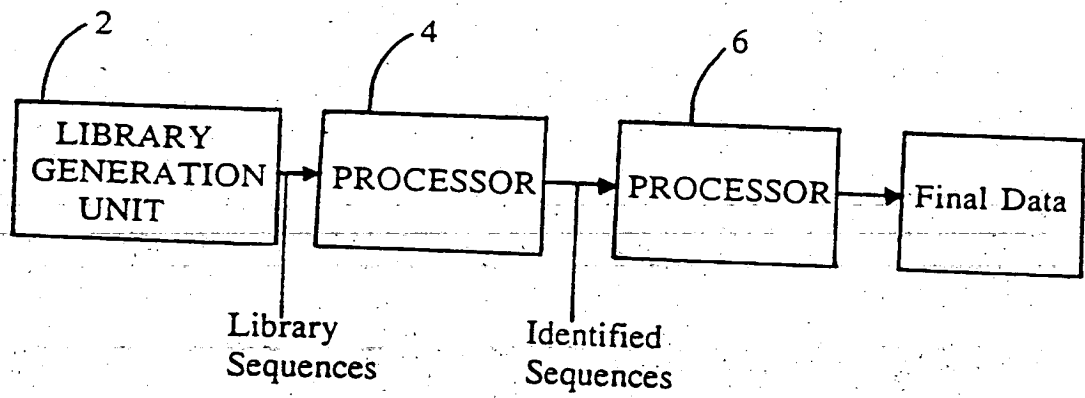 2
4
6
LIBRARY
GENERATION
UNIT
PROCESSOR
PROCESSOR
Final Data
Library
Sequences
Identified
Sequences